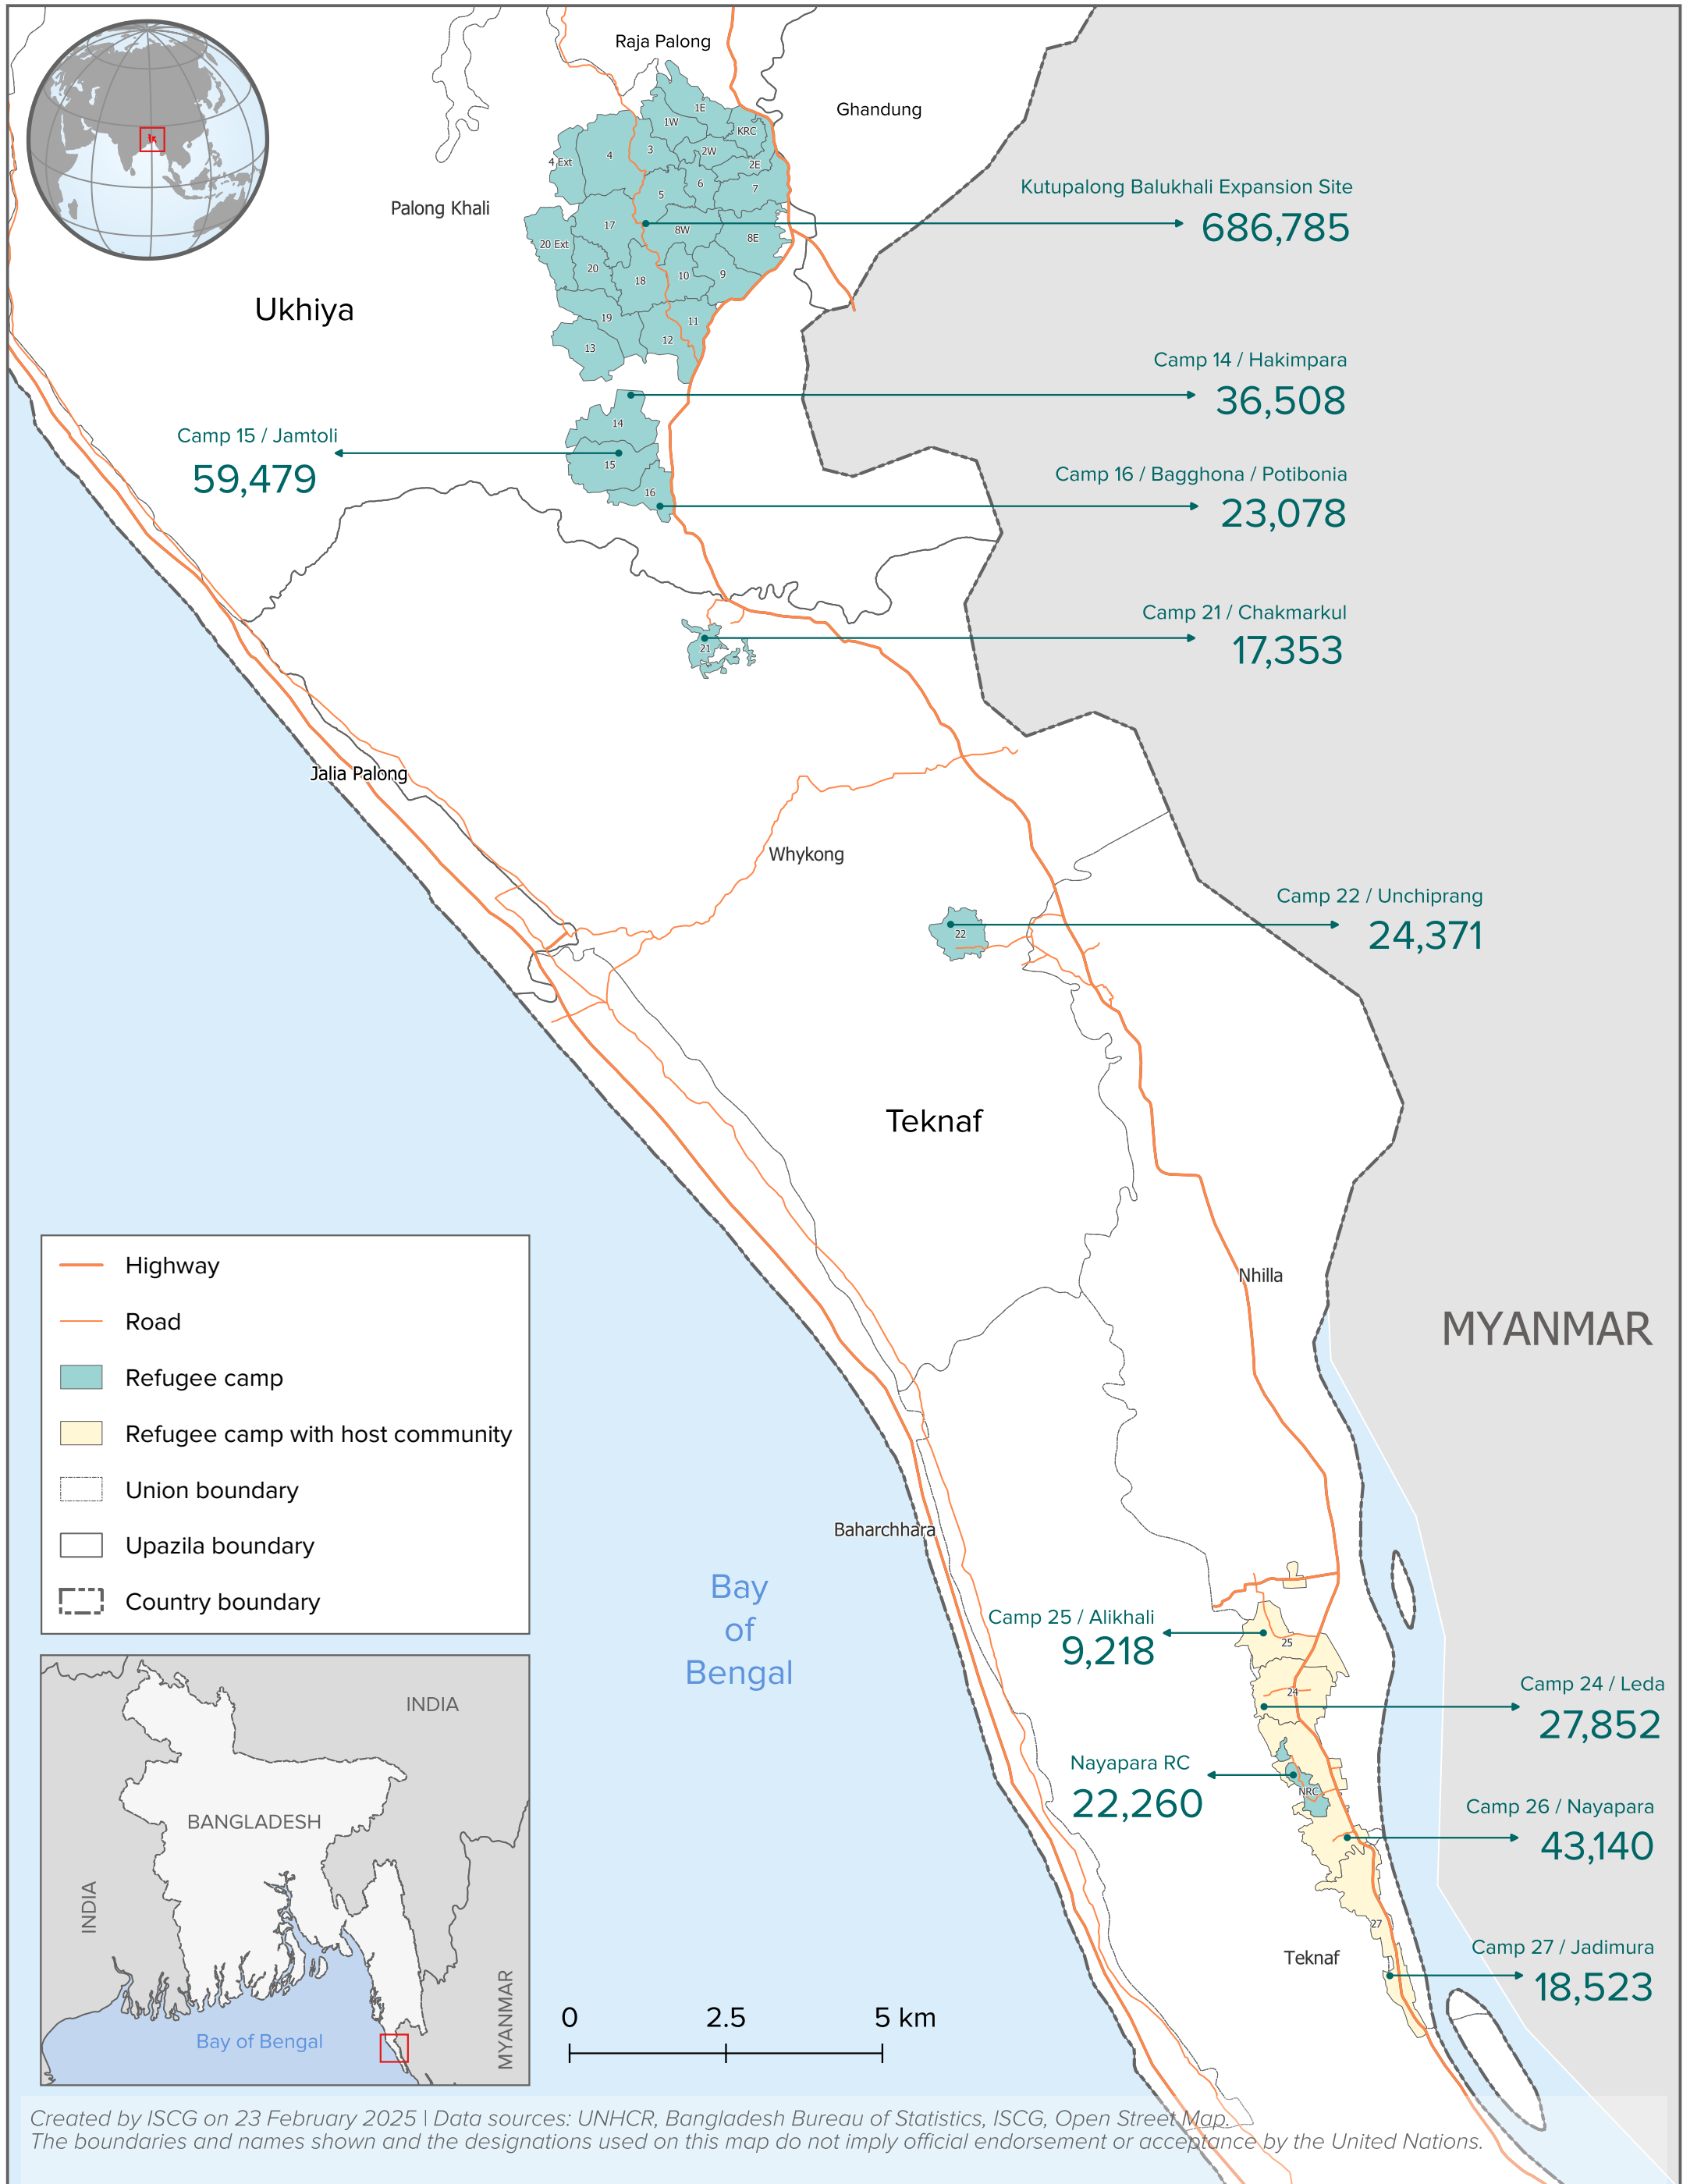 Raja Palong
Ghandung
1E
1W
KRC
3
2W
4
4 Ext
2E
6
7
5
Kutupalong Balukhali Expansion Site
686,785
Palong Khali
17
8W
8E
20 Ext
20
18
10
9
Ukhiya
19
11
12
13
Camp 14 / Hakimpara
36,508
14
Camp 15 / Jamtoli
59,479
15
Camp 16 / Bagghona / Potibonia
23,078
16
Camp 21 / Chakmarkul
17,353
21
Jalia Palong
Whykong
Camp 22 / Unchiprang
24,371
22
Teknaf
Nhilla
MYANMAR
Highway
Road
Refugee camp
Refugee camp with host community
Union boundary
Upazila boundary
Country boundary
Baharchhara
Bay
of
Bengal
Camp 25 / Alikhali
9,218
25
Camp 24 / Leda
27,852
24
Nayapara RC
22,260
NRC
Camp 26 / Nayapara
43,140
27
Camp 27 / Jadimura
18,523
Teknaf
INDIA
BANGLADESH
INDIA
MYANMAR
Bay of Bengal
0
2.5
5 km
Created by ISCG on 23 February 2025 | Data sources: UNHCR, Bangladesh Bureau of Statistics, ISCG, Open Street Map.
The boundaries and names shown and the designations used on this map do not imply official endorsement or acceptance by the United Nations.